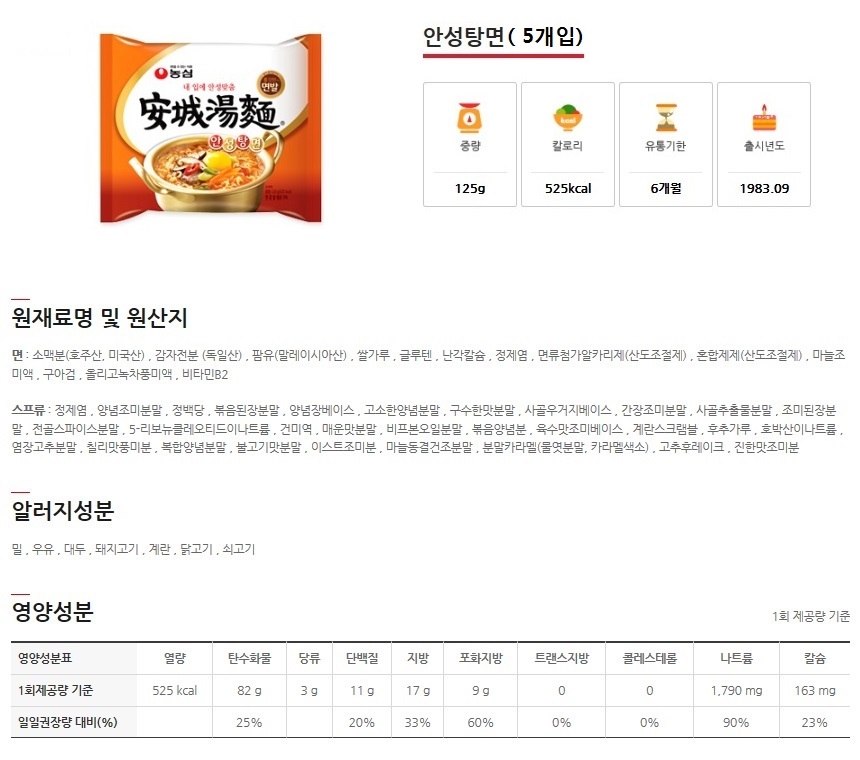 안성탕면( 5개입)
농심
내 입에 안성맞춤
면발
安城湯麵
안성탕면
중량
칼로리
유통기한
출시년도
kcal
125g
525kcal
6개월
1983.09
원재료명 및 원산지
면 : 소맥분(호주산, 미국산) , 감자전분 (독일산) , 팜유(말레이시아산) , 쌀가루 , 글루텐 , 난각칼슘 , 정제염 , 면류첨가알카리제(산도조절제) , 혼합제제(산도조절제) , 마늘조
미액 , 구아검 , 올리고녹차풍미액 , 비타민B2
스프류 : 정제염 , 양념조미분말 , 정백당 , 볶음된장분말 , 양념장베이스 , 고소한양념분말 , 구수한맛분말 , 사골우거지베이스 , 간장조미분말 , 사골추출물분말 , 조미된장분
말 , 전골스파이스분말 , 5-리보뉴클레오티드이나트륨 , 건미역 , 매운맛분말 , 비프본오일분말 , 볶음양념분 , 육수맛조미베이스 , 계란스크램블 , 후추가루 , 호박산이나트륨 ,
염장고추분말 , 칠리맛풍미분 , 복합양념분말 , 불고기맛분말 , 이스트조미분 , 마늘동결건조분말 , 분말카라멜(물엿분말, 카라멜색소) , 고추후레이크 , 진한맛조미분
알러지성분
밀 , 우유 , 대두 , 돼지고기 , 계란 , 닭고기 , 쇠고기
영양성분
1회 제공량 기준
영양성분표 열량 탄수화물 당류 단백질 지방 포화지방 트랜스지방 콜레스테롤 나트륨 칼슘
1회제공량 기준 525 kcal 82 g 3 g 11 g 17 g 9 g 0 0 1,790 mg 163 mg
일일권장량 대비(%) 25% 20% 33% 60% 0% 0% 90% 23%